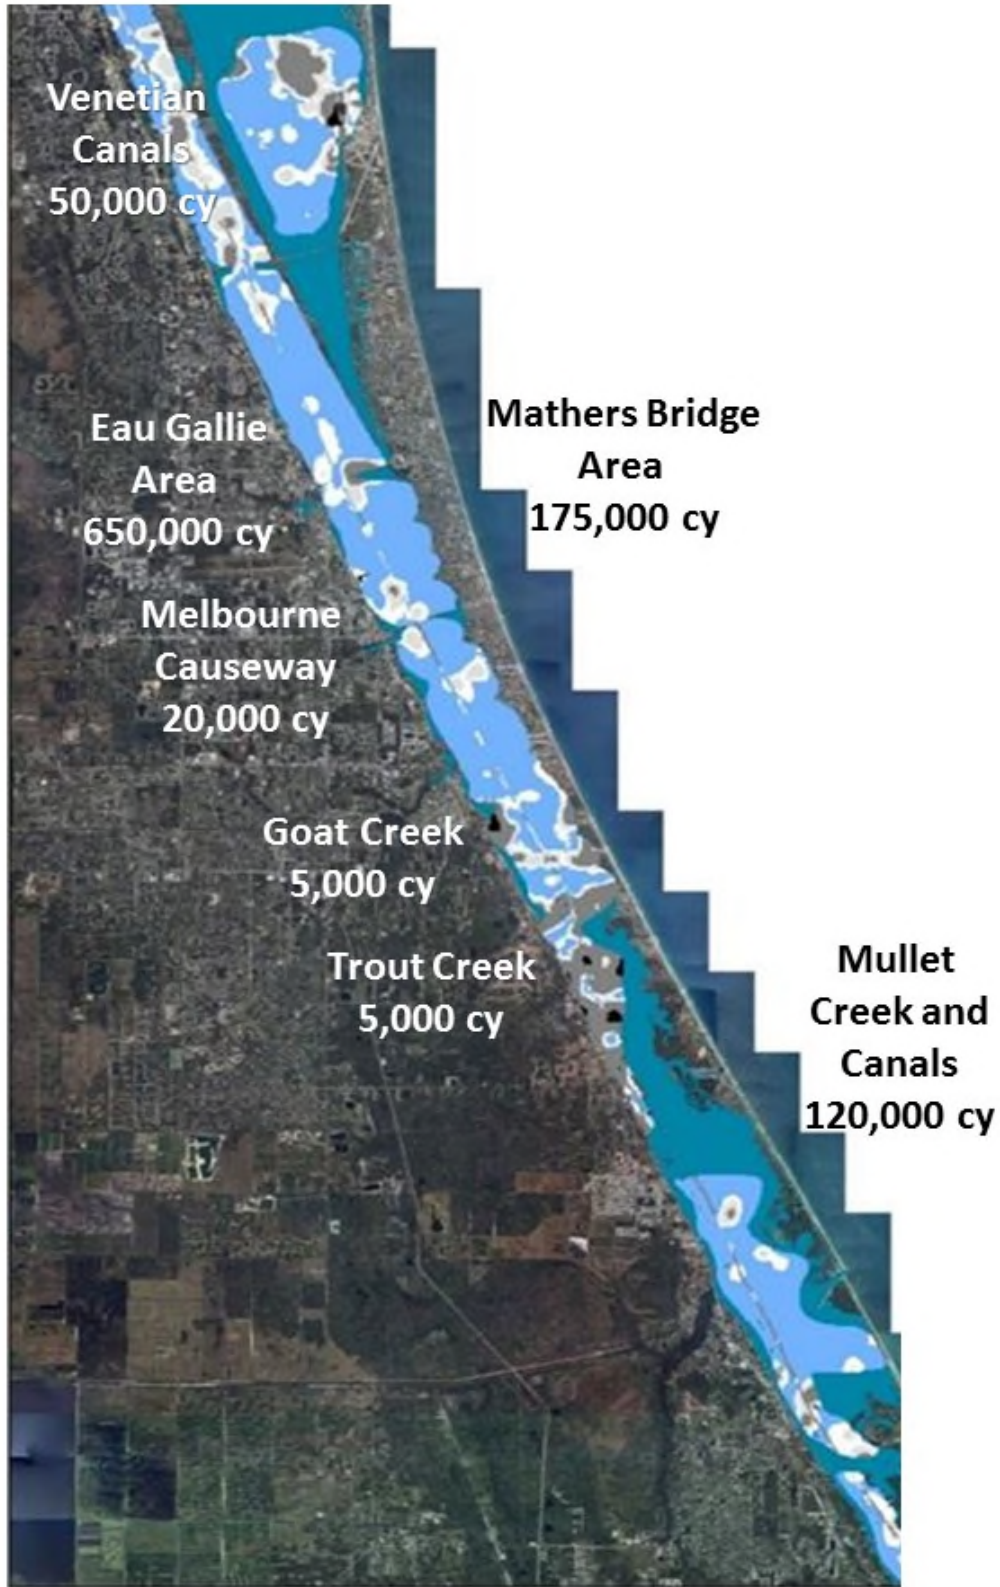 Venetian
Canals
50,000 cy
Eau Gallie
Area
650,000 cy
Mathers Bridge
Area
175,000 cy
Melbourne
Causeway
20,000 cy
Goat Creek
5,000 cy
Trout Creek
5,000 cy
Mullet
Creek and
Canals
120,000 cy